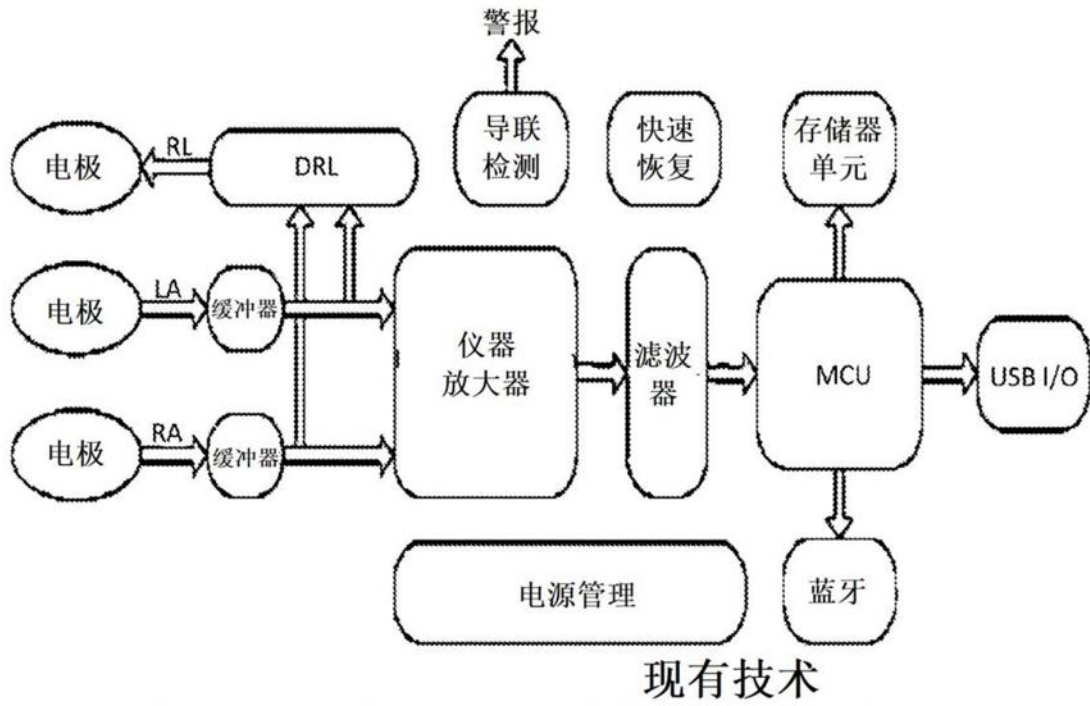 警报
导联
检测
快速
恢复
存储器
单元
电极
RL
DRL
电极
LA
缓冲器
仪器
放大器
滤波
器
MCU
USB I/O
电极
RA
缓冲器
电源管理
蓝牙
现有技术